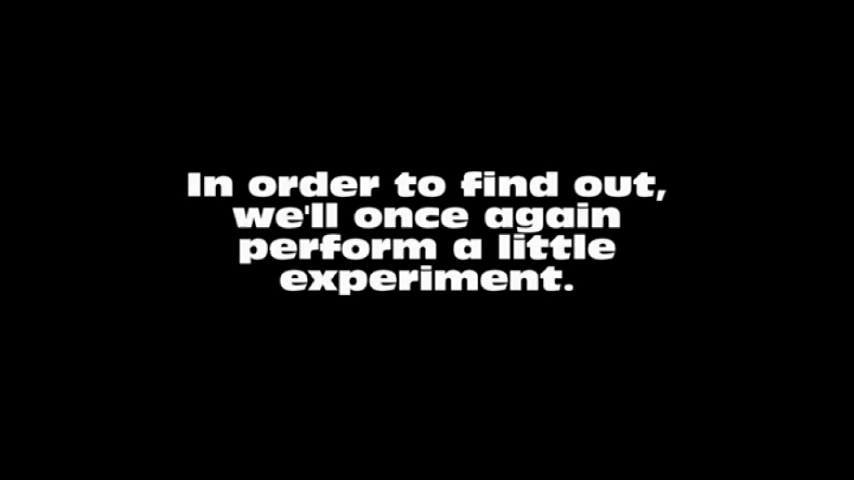 In order to find out,
we'll once again
perform a little
experiment.